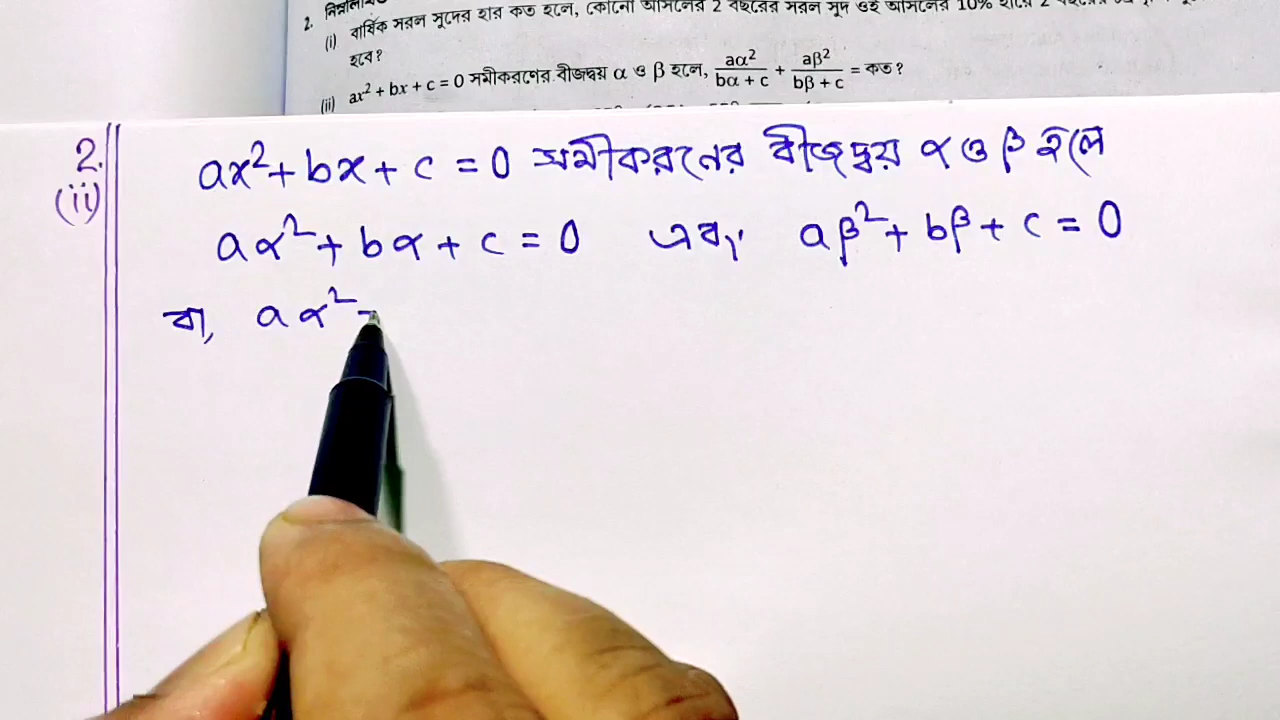 2. নিম্নলিখিত
(i) বার্ষিক সরল সুদের হার কত হলে, কোনো আসলের 2 বছরের সরল সুদ ওই আসলের 10% হারে 2 বছরের
হবে?
(ii) ax² + bx + c = 0 সমীকরণের বীজদ্বয় α ও β হলে, aα²/(bα + c) + aβ²/(bβ + c) = কত?
2. (ii) ax² + bx + c = 0 সমীকরনের বীজদ্বয় α ও β হলে
aα² + bα + c = 0 এবং aβ² + bβ + c = 0
বা, aα²